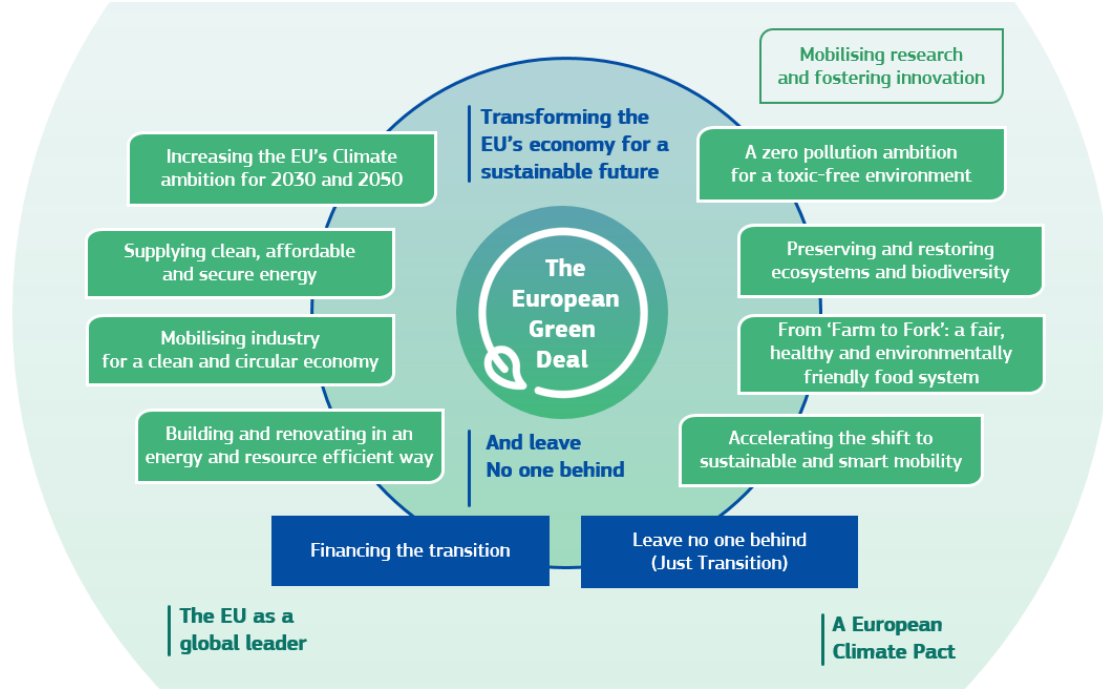 Mobilising research
and fostering innovation
Transforming the
EU's economy for a
sustainable future
Increasing the EU's Climate
ambition for 2030 and 2050
A zero pollution ambition
for a toxic-free environment
Supplying clean, affordable
and secure energy
Preserving and restoring
ecosystems and biodiversity
The
European
Green
Deal
Mobilising industry
for a clean and circular economy
From ‘Farm to Fork’: a fair,
healthy and environmentally
friendly food system
Building and renovating in an
energy and resource efficient way
Accelerating the shift to
sustainable and smart mobility
And leave
No one behind
Financing the transition
Leave no one behind
(Just Transition)
The EU as a
global leader
A European
Climate Pact